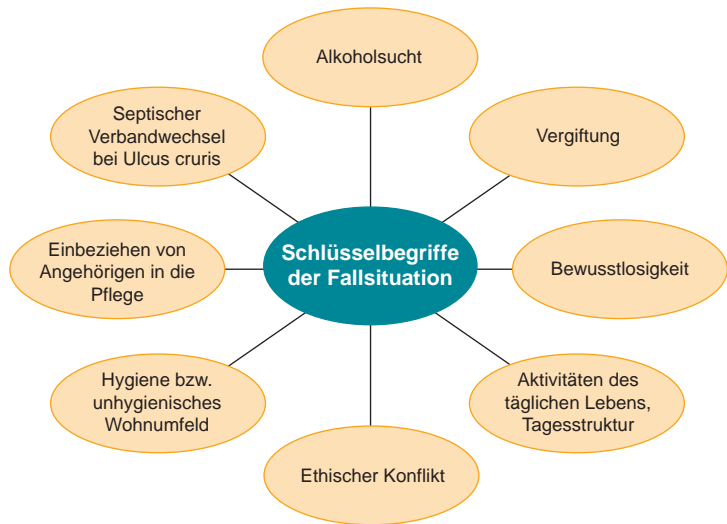 Alkoholsucht
Septischer
Verbandwechsel
bei Ulcus cruris
Vergiftung
Einbeziehen von
Angehörigen in die
Pflege
Schlüsselbegriffe
der Fallsituation
Bewusstlosigkeit
Hygiene bzw.
unhygienisches
Wohnumfeld
Aktivitäten des
täglichen Lebens,
Tagesstruktur
Ethischer Konflikt